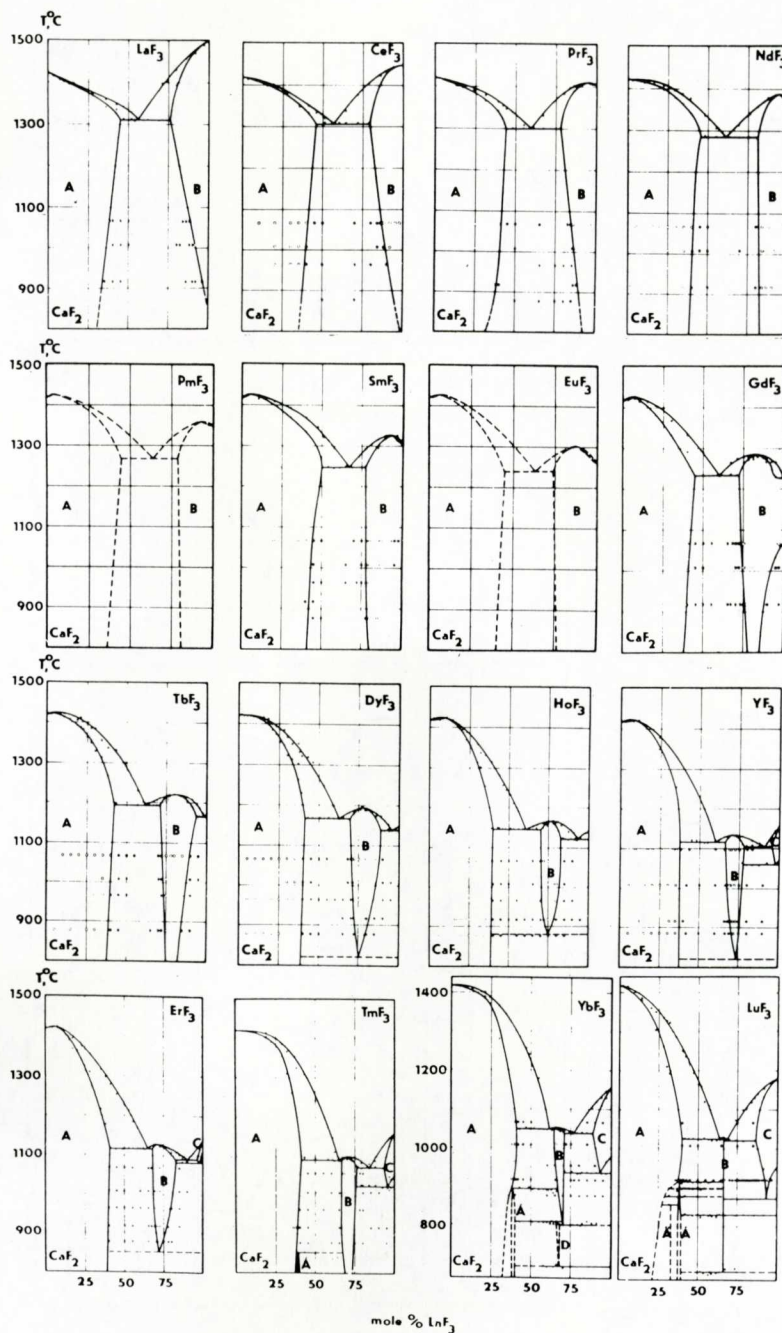 T,°C
1500
1300
1100
900
LaF3
A
B
CaF2
CeF3
A
B
CaF2
PrF3
A
B
CaF2
NdF3
A
B
CaF2
T,°C
1500
1300
1100
900
PmF3
A
B
CaF2
SmF3
A
B
CaF2
EuF3
A
B
CaF2
GdF3
A
B
CaF2
T,°C
1500
1300
1100
900
TbF3
A
B
CaF2
DyF3
A
B
CaF2
HoF3
A
B
CaF2
YF3
A
B
CaF2
T,°C
1500
1300
1100
900
ErF3
A
B
C
CaF2
25 50 75
TmF3
A
B
C
A
CaF2
25 50 75
1400
1200
1000
800
YbF3
A
B
C
A
D
CaF2
25 50 75
LuF3
A
B
C
A
A
CaF2
25 50 75
mole % LnF3